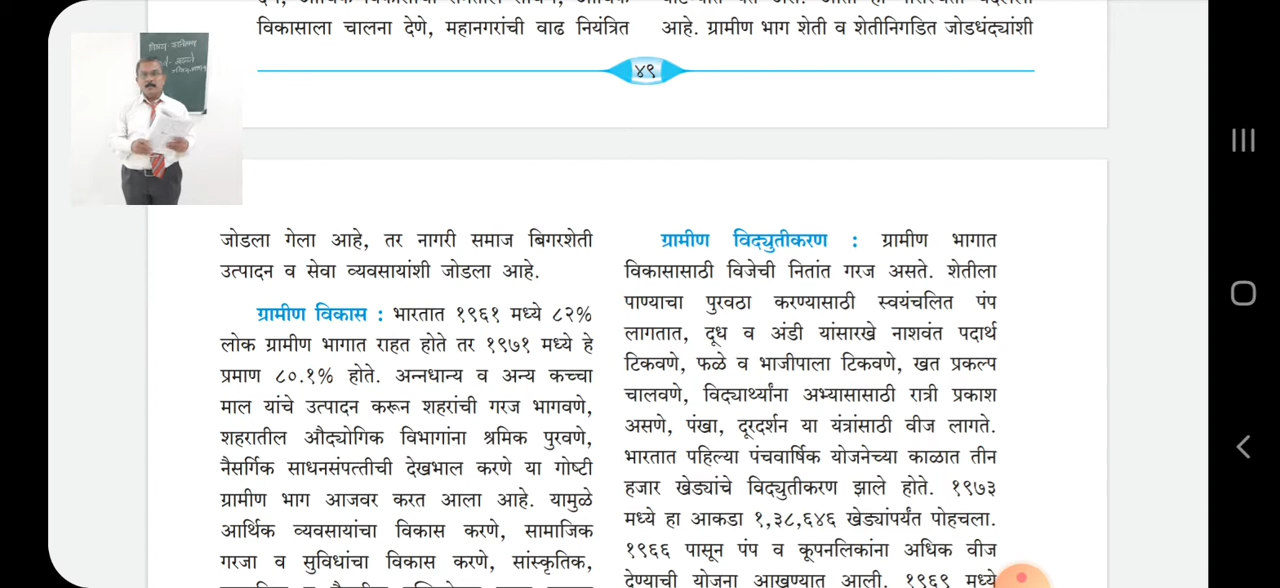 विकासाला चालना देणे, महानगरांची वाढ नियंत्रित
आहे. ग्रामीण भाग शेती व शेतीनिगडित जोडधंद्यांशी
४९
जोडला गेला आहे, तर नागरी समाज बिगरशेती
उत्पादन व सेवा व्यवसायांशी जोडला आहे.
ग्रामीण विकास : भारतात १९६१ मध्ये ८२%
लोक ग्रामीण भागात राहत होते तर १९७१ मध्ये हे
प्रमाण ८०.१% होते. अन्नधान्य व अन्य कच्चा
माल यांचे उत्पादन करून शहरांची गरज भागवणे,
शहरातील औद्योगिक विभागांना श्रमिक पुरवणे,
नैसर्गिक साधनसंपत्तीची देखभाल करणे या गोष्टी
ग्रामीण भाग आजवर करत आला आहे. यामुळे
आर्थिक व्यवसायांचा विकास करणे, सामाजिक
गरजा व सुविधांचा विकास करणे, सांस्कृतिक,
ग्रामीण विद्युतीकरण : ग्रामीण भागात
विकासासाठी विजेची नितांत गरज असते. शेतीला
पाण्याचा पुरवठा करण्यासाठी स्वयंचलित पंप
लागतात, दूध व अंडी यांसारखे नाशवंत पदार्थ
टिकवणे, फळे व भाजीपाला टिकवणे, खत प्रकल्प
चालवणे, विद्यार्थ्यांना अभ्यासासाठी रात्री प्रकाश
असणे, पंखा, दूरदर्शन या यंत्रांसाठी वीज लागते.
भारतात पहिल्या पंचवार्षिक योजनेच्या काळात तीन
हजार खेड्यांचे विद्युतीकरण झाले होते. १९७३
मध्ये हा आकडा १,३८,६४६ खेड्यांपर्यंत पोहचला.
१९६६ पासून पंप व कूपनलिकांना अधिक वीज
देण्याची योजना आखण्यात आली. १९६९ मध्ये